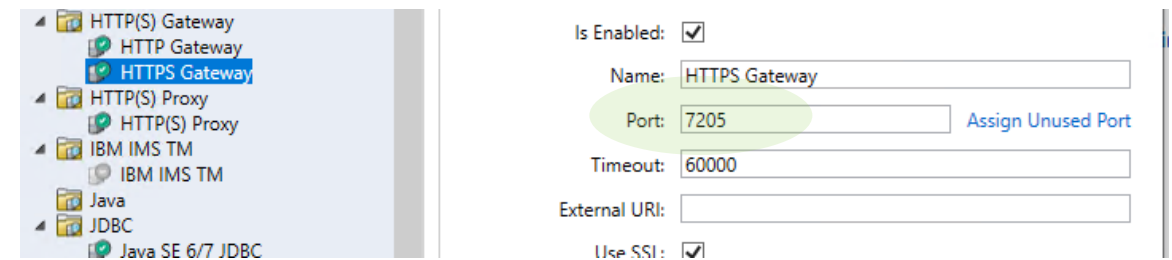 HTTP(S) Gateway
HTTP Gateway
HTTPS Gateway
HTTP(S) Proxy
HTTP(S) Proxy
IBM IMS TM
IBM IMS TM
Java
JDBC
Java SE 6/7 JDBC
Is Enabled:
Name: HTTPS Gateway
Port: 7205 Assign Unused Port
Timeout: 60000
External URI:
Use SSL: